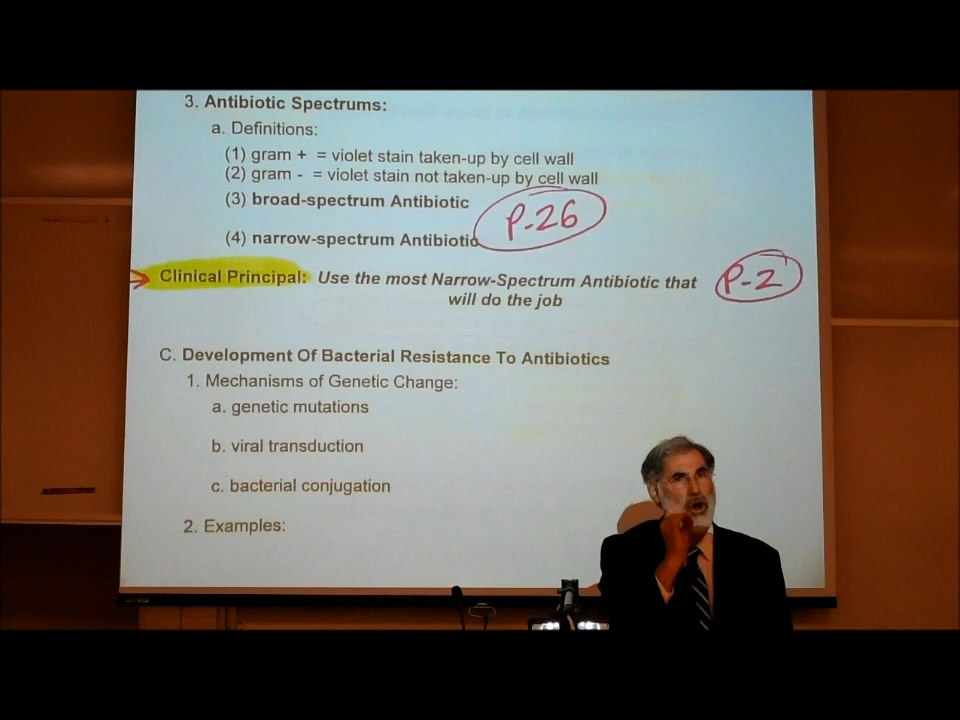 3. Antibiotic Spectrums:
a. Definitions:
(1) gram + = violet stain taken-up by cell wall
(2) gram - = violet stain not taken-up by cell wall
(3) broad-spectrum Antibiotic
P-26
(4) narrow-spectrum Antibiotic
Clinical Principal: Use the most Narrow-Spectrum Antibiotic that
P-2
will do the job
C. Development Of Bacterial Resistance To Antibiotics
1. Mechanisms of Genetic Change:
a. genetic mutations
b. viral transduction
c. bacterial conjugation
2. Examples: